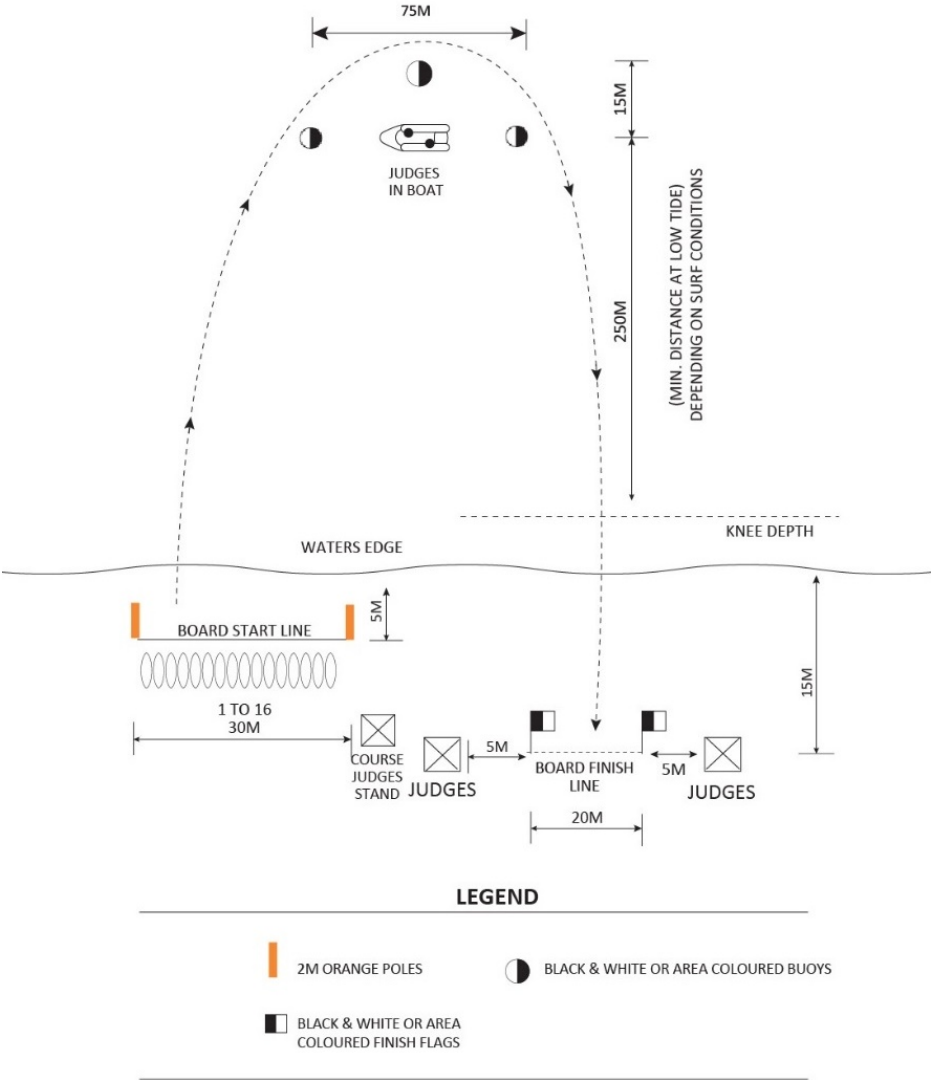 75M
15M
JUDGES
IN BOAT
250M
(MIN. DISTANCE AT LOW TIDE)
DEPENDING ON SURF CONDITIONS
KNEE DEPTH
WATERS EDGE
5M
BOARD START LINE
15M
1 TO 16
30M
COURSE
JUDGES
STAND
JUDGES
5M
BOARD FINISH
LINE
5M
JUDGES
20M
LEGEND
2M ORANGE POLES
BLACK & WHITE OR AREA COLOURED BUOYS
BLACK & WHITE OR AREA
COLOURED FINISH FLAGS